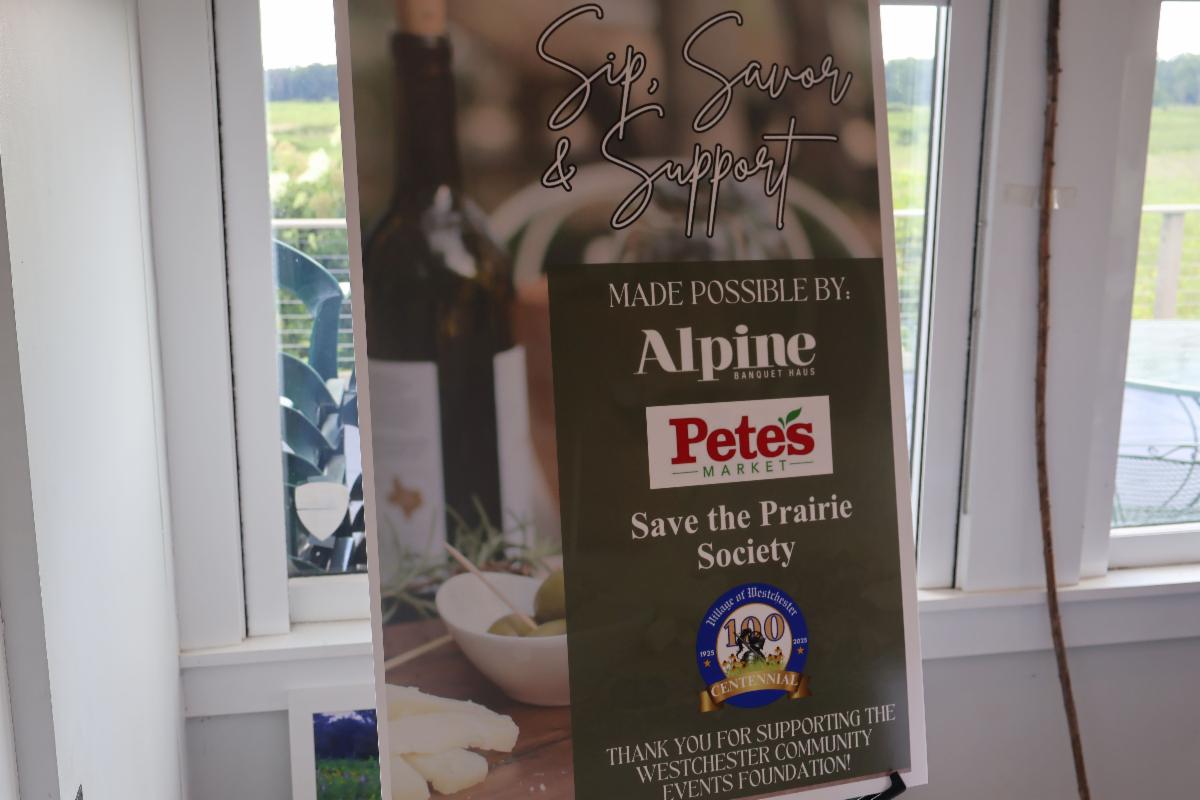 Sip, Savor
& Support
MADE POSSIBLE BY:
Alpine
BANQUET HAUS
Pete's
MARKET
Save the Prairie
Society
Village of Westchester
100
1925 2025
CENTENNIAL
THANK YOU FOR SUPPORTING THE
WESTCHESTER COMMUNITY
EVENTS FOUNDATION!